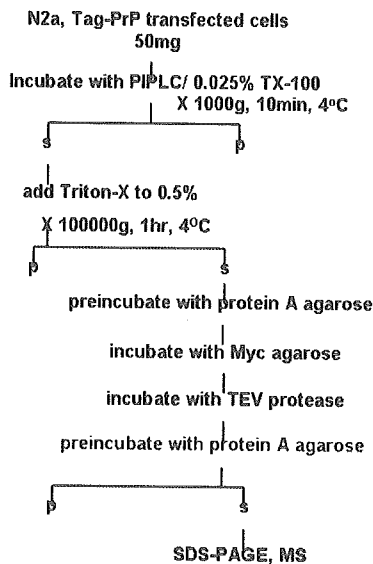 N2a, Tag-PrP transfected cells
50mg
Incubate with PIPLC/ 0.025% TX-100
X 1000g, 10min, 4°C
s p
add Triton-X to 0.5%
X 100000g, 1hr, 4°C
p s
preincubate with protein A agarose
incubate with Myc agarose
incubate with TEV protease
preincubate with protein A agarose
p s
SDS-PAGE, MS